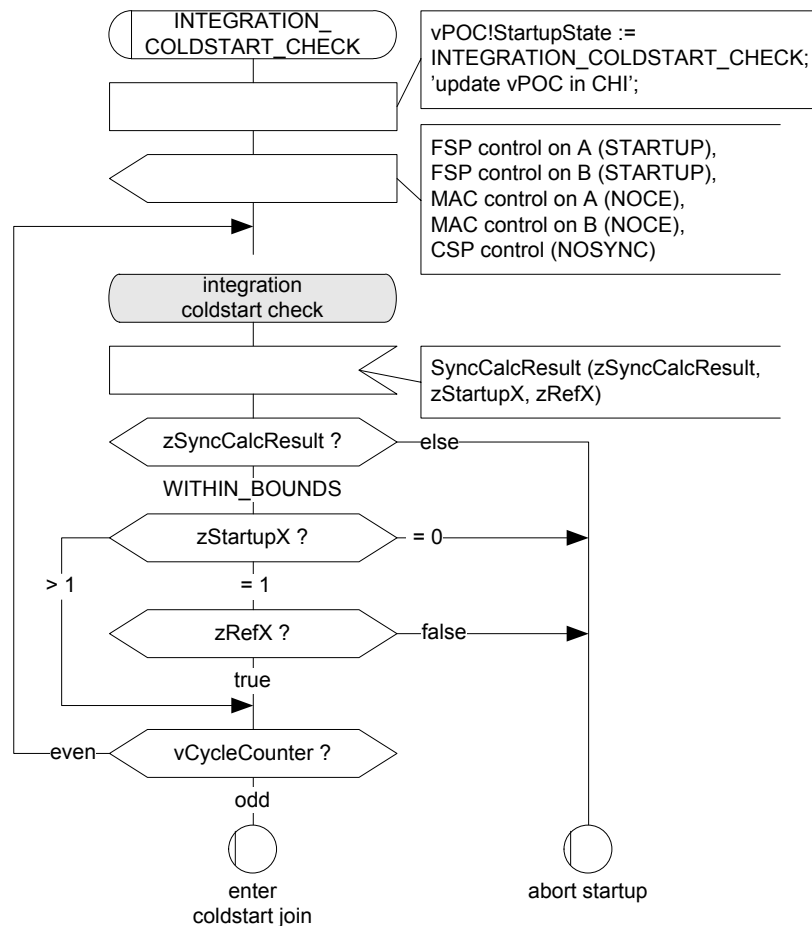 INTEGRATION_
COLDSTART_CHECK
vPOC!StartupState :=
INTEGRATION_COLDSTART_CHECK;
’update vPOC in CHI’;
FSP control on A (STARTUP),
FSP control on B (STARTUP),
MAC control on A (NOCE),
MAC control on B (NOCE),
CSP control (NOSYNC)
integration
coldstart check
SyncCalcResult (zSyncCalcResult,
zStartupX, zRefX)
zSyncCalcResult ?
else
WITHIN_BOUNDS
zStartupX ?
= 0
> 1
= 1
zRefX ?
false
true
even
vCycleCounter ?
odd
enter
coldstart join
abort startup